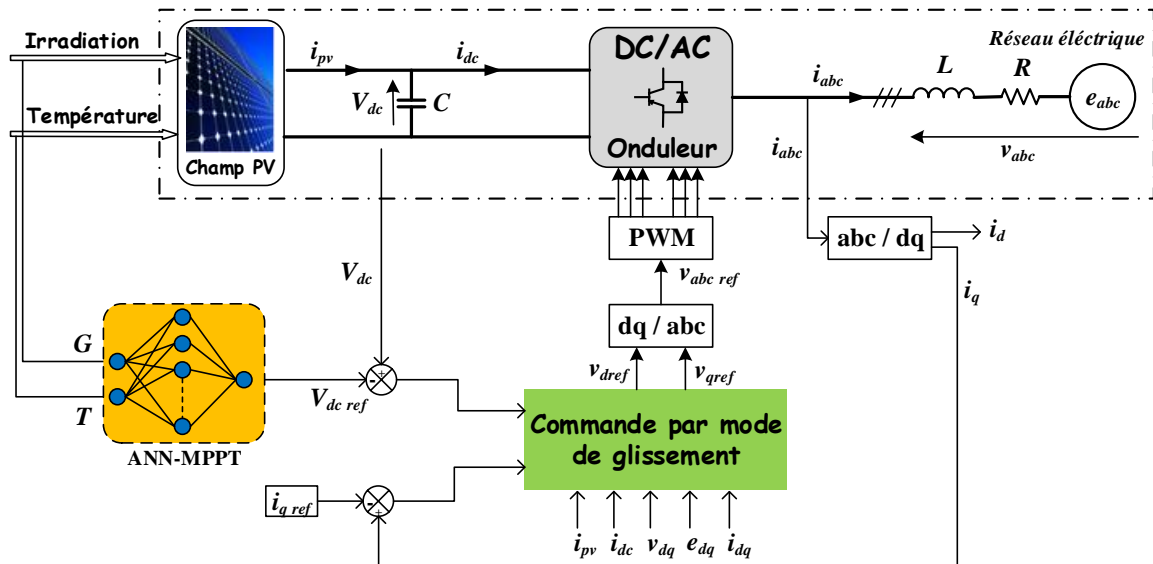 Irradiation
Température
Champ PV
i_pv
i_dc
V_dc
C
DC/AC
Onduleur
i_abc
L
R
Réseau éléctrique
e_abc
v_abc
i_abc
abc / dq
i_d
i_q
PWM
v_abc ref
dq / abc
v_dref
v_qref
V_dc
G
T
ANN-MPPT
V_dc ref
-
+
Commande par mode
de glissement
i_q ref
-
+
i_pv
i_dc
v_dq
e_dq
i_dq